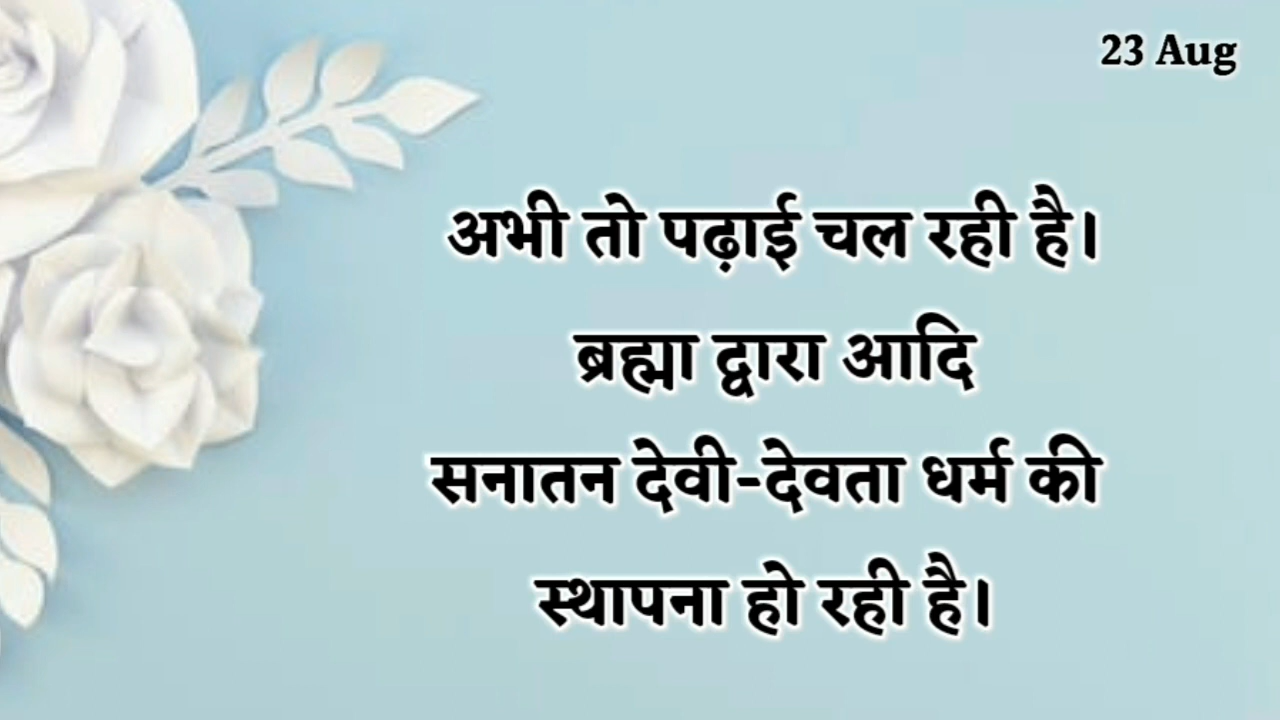 23 Aug
अभी तो पढ़ाई चल रही है।
ब्रह्मा द्वारा आदि
सनातन देवी-देवता धर्म की
स्थापना हो रही है।